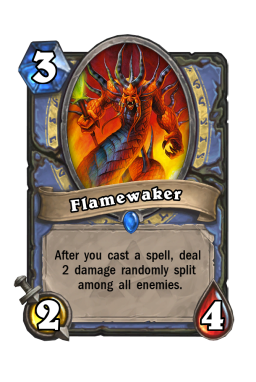 3
Flamewaker
After you cast a spell, deal
2 damage randomly split
among all enemies.
2
4